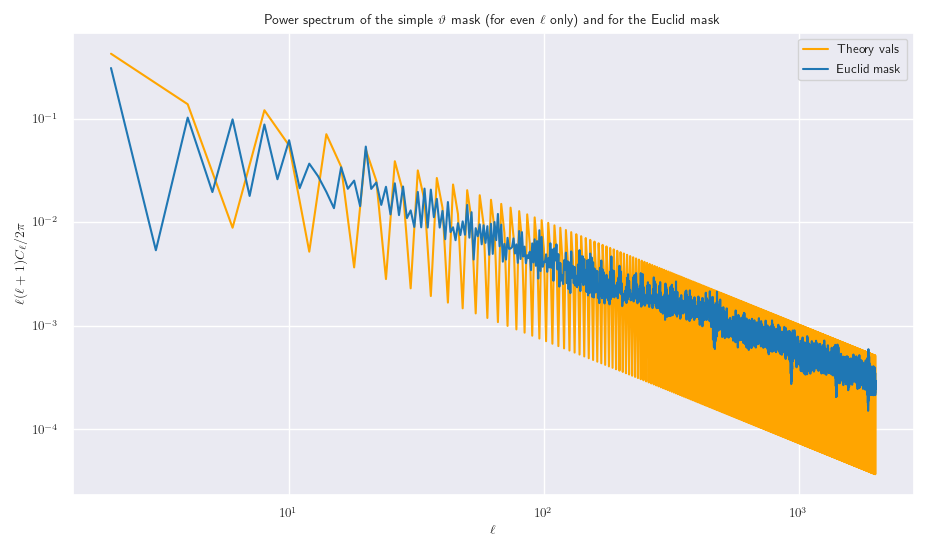 Power spectrum of the simple ϑ mask (for even ℓ only) and for the Euclid mask
Theory vals
Euclid mask
ℓ(ℓ + 1)Cℓ/2π
10⁻¹
10⁻²
10⁻³
10⁻⁴
10¹ 10² 10³
ℓ